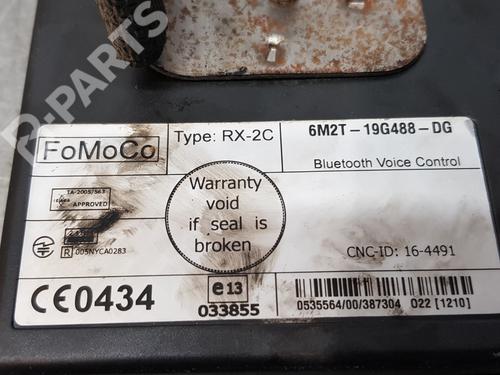 B-PARTS
FoMoCo
Type: RX-2C
6M2T-19G488-DG
Bluetooth Voice Control
TA-2005/563
APPROVED
Warranty
void
if seal is
broken
R 005NYCA0283
CNC-ID: 16-4491
CE0434
e13
033855
0535564/00/387304 022 [1210]